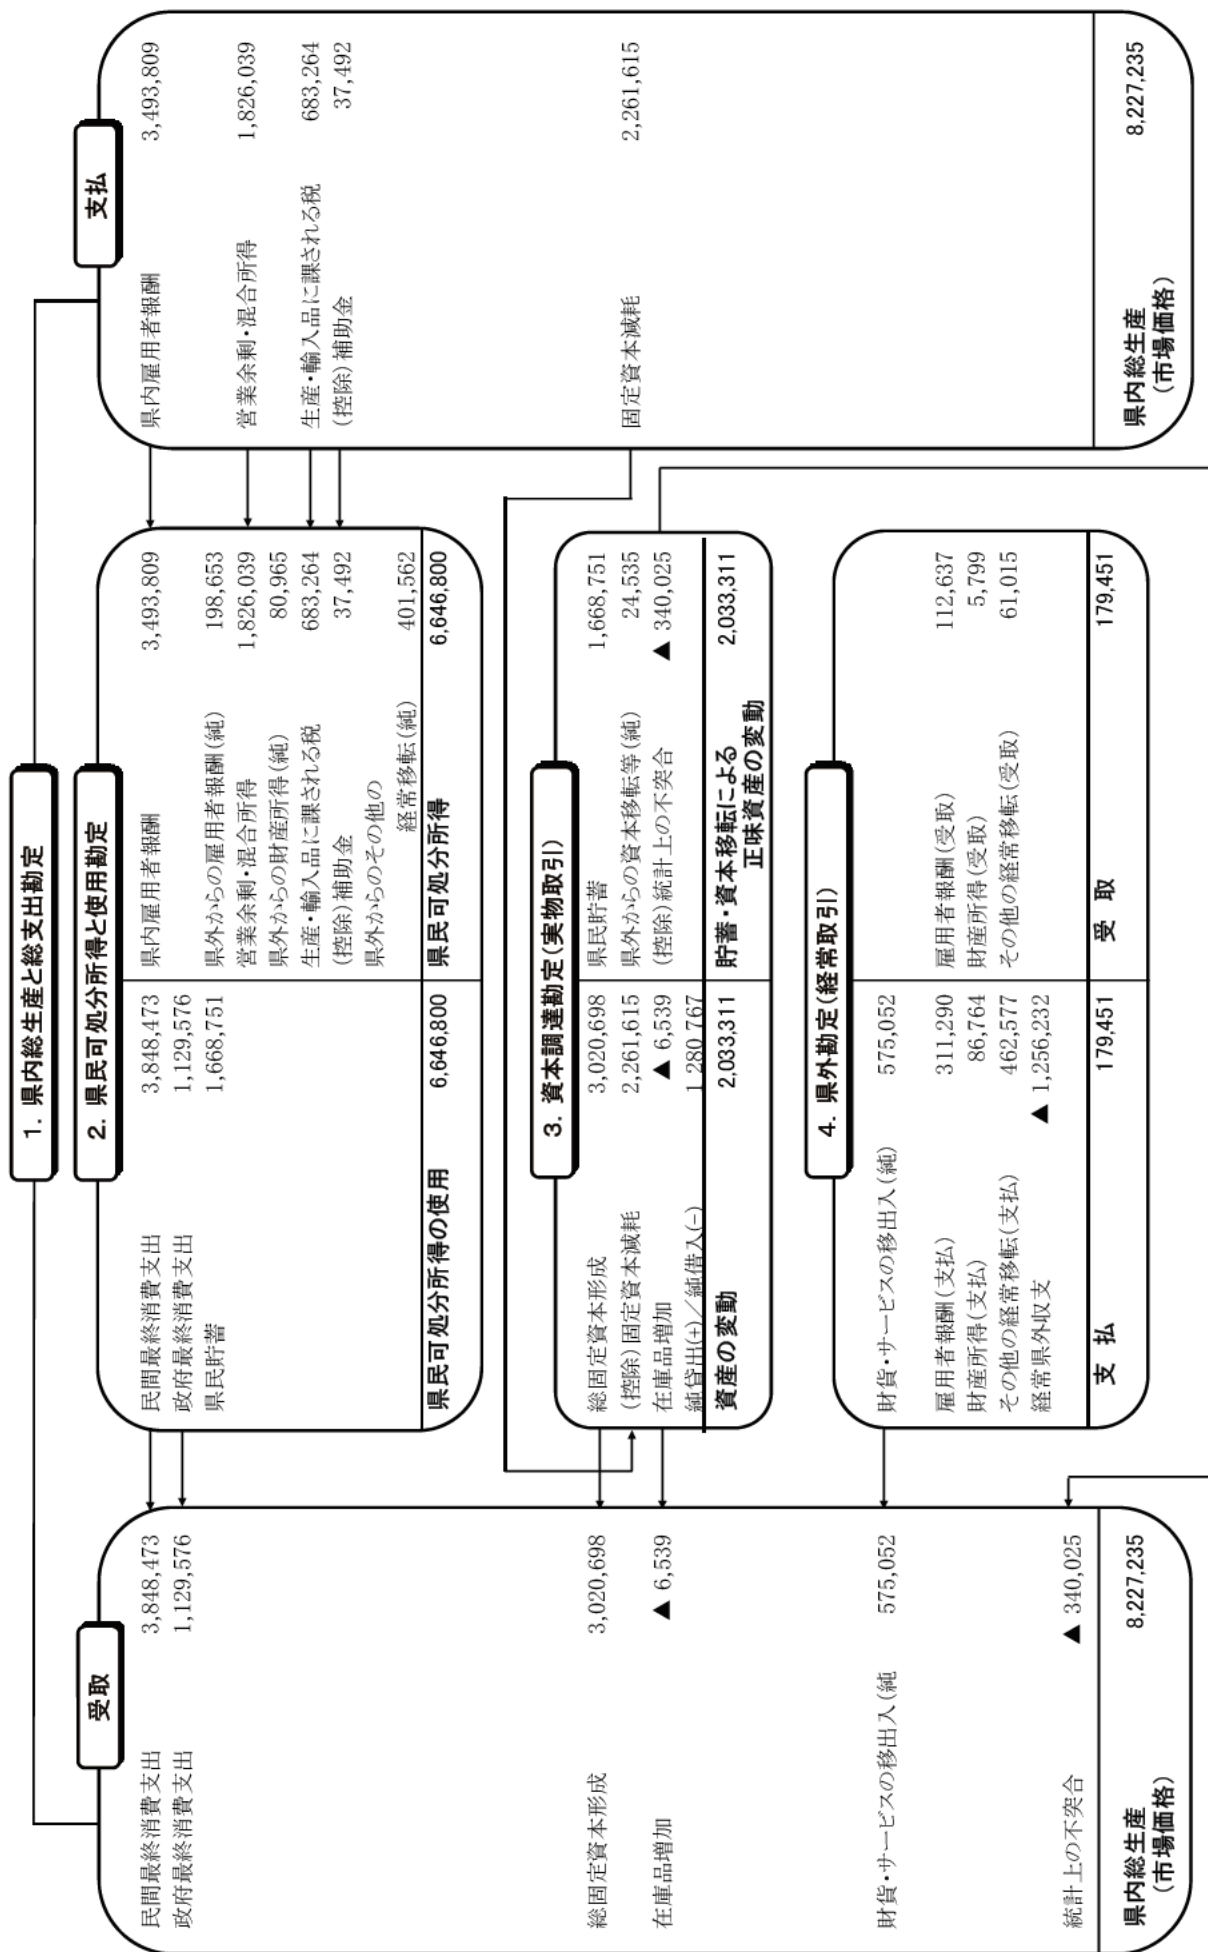 1. 県内総生産と総支出勘定
受取
民間最終消費支出 3,848,473
政府最終消費支出 1,129,576
総固定資本形成 3,020,698
在庫品増加 ▲ 6,539
財貨・サービスの移出入(純 575,052
統計上の不突合 ▲ 340,025
県内総生産 8,227,235
(市場価格)
2. 県民可処分所得と使用勘定
民間最終消費支出 3,848,473
政府最終消費支出 1,129,576
県民貯蓄 1,668,751
県民可処分所得の使用 6,646,800
県内雇用者報酬 3,493,809
県外からの雇用者報酬(純) 198,653
営業余剰・混合所得 1,826,039
県外からの財産所得(純) 80,965
生産・輸入品に課される税 683,264
(控除)補助金 37,492
県外からのその他の
経常移転(純) 401,562
県民可処分所得 6,646,800
3. 資本調達勘定(実物取引)
総固定資本形成 3,020,698
(控除)固定資本減耗 2,261,615
在庫品増加 ▲ 6,539
純貸出(+)/純借入(-) 1,280,767
資産の変動 2,033,311
県民貯蓄 1,668,751
県外からの資本移転等(純) 24,535
(控除)統計上の不突合 ▲ 340,025
貯蓄・資本移転による 2,033,311
正味資産の変動
4. 県外勘定(経常取引)
財貨・サービスの移出入(純) 575,052
雇用者報酬(支払) 311,290
財産所得(支払) 86,764
その他の経常移転(支払) 462,577
経常県外収支 ▲ 1,256,232
支 払 179,451
雇用者報酬(受取) 112,637
財産所得(受取) 5,799
その他の経常移転(受取) 61,015
受 取 179,451
支払
県内雇用者報酬 3,493,809
営業余剰・混合所得 1,826,039
生産・輸入品に課される税 683,264
(控除)補助金 37,492
固定資本減耗 2,261,615
県内総生産 8,227,235
(市場価格)